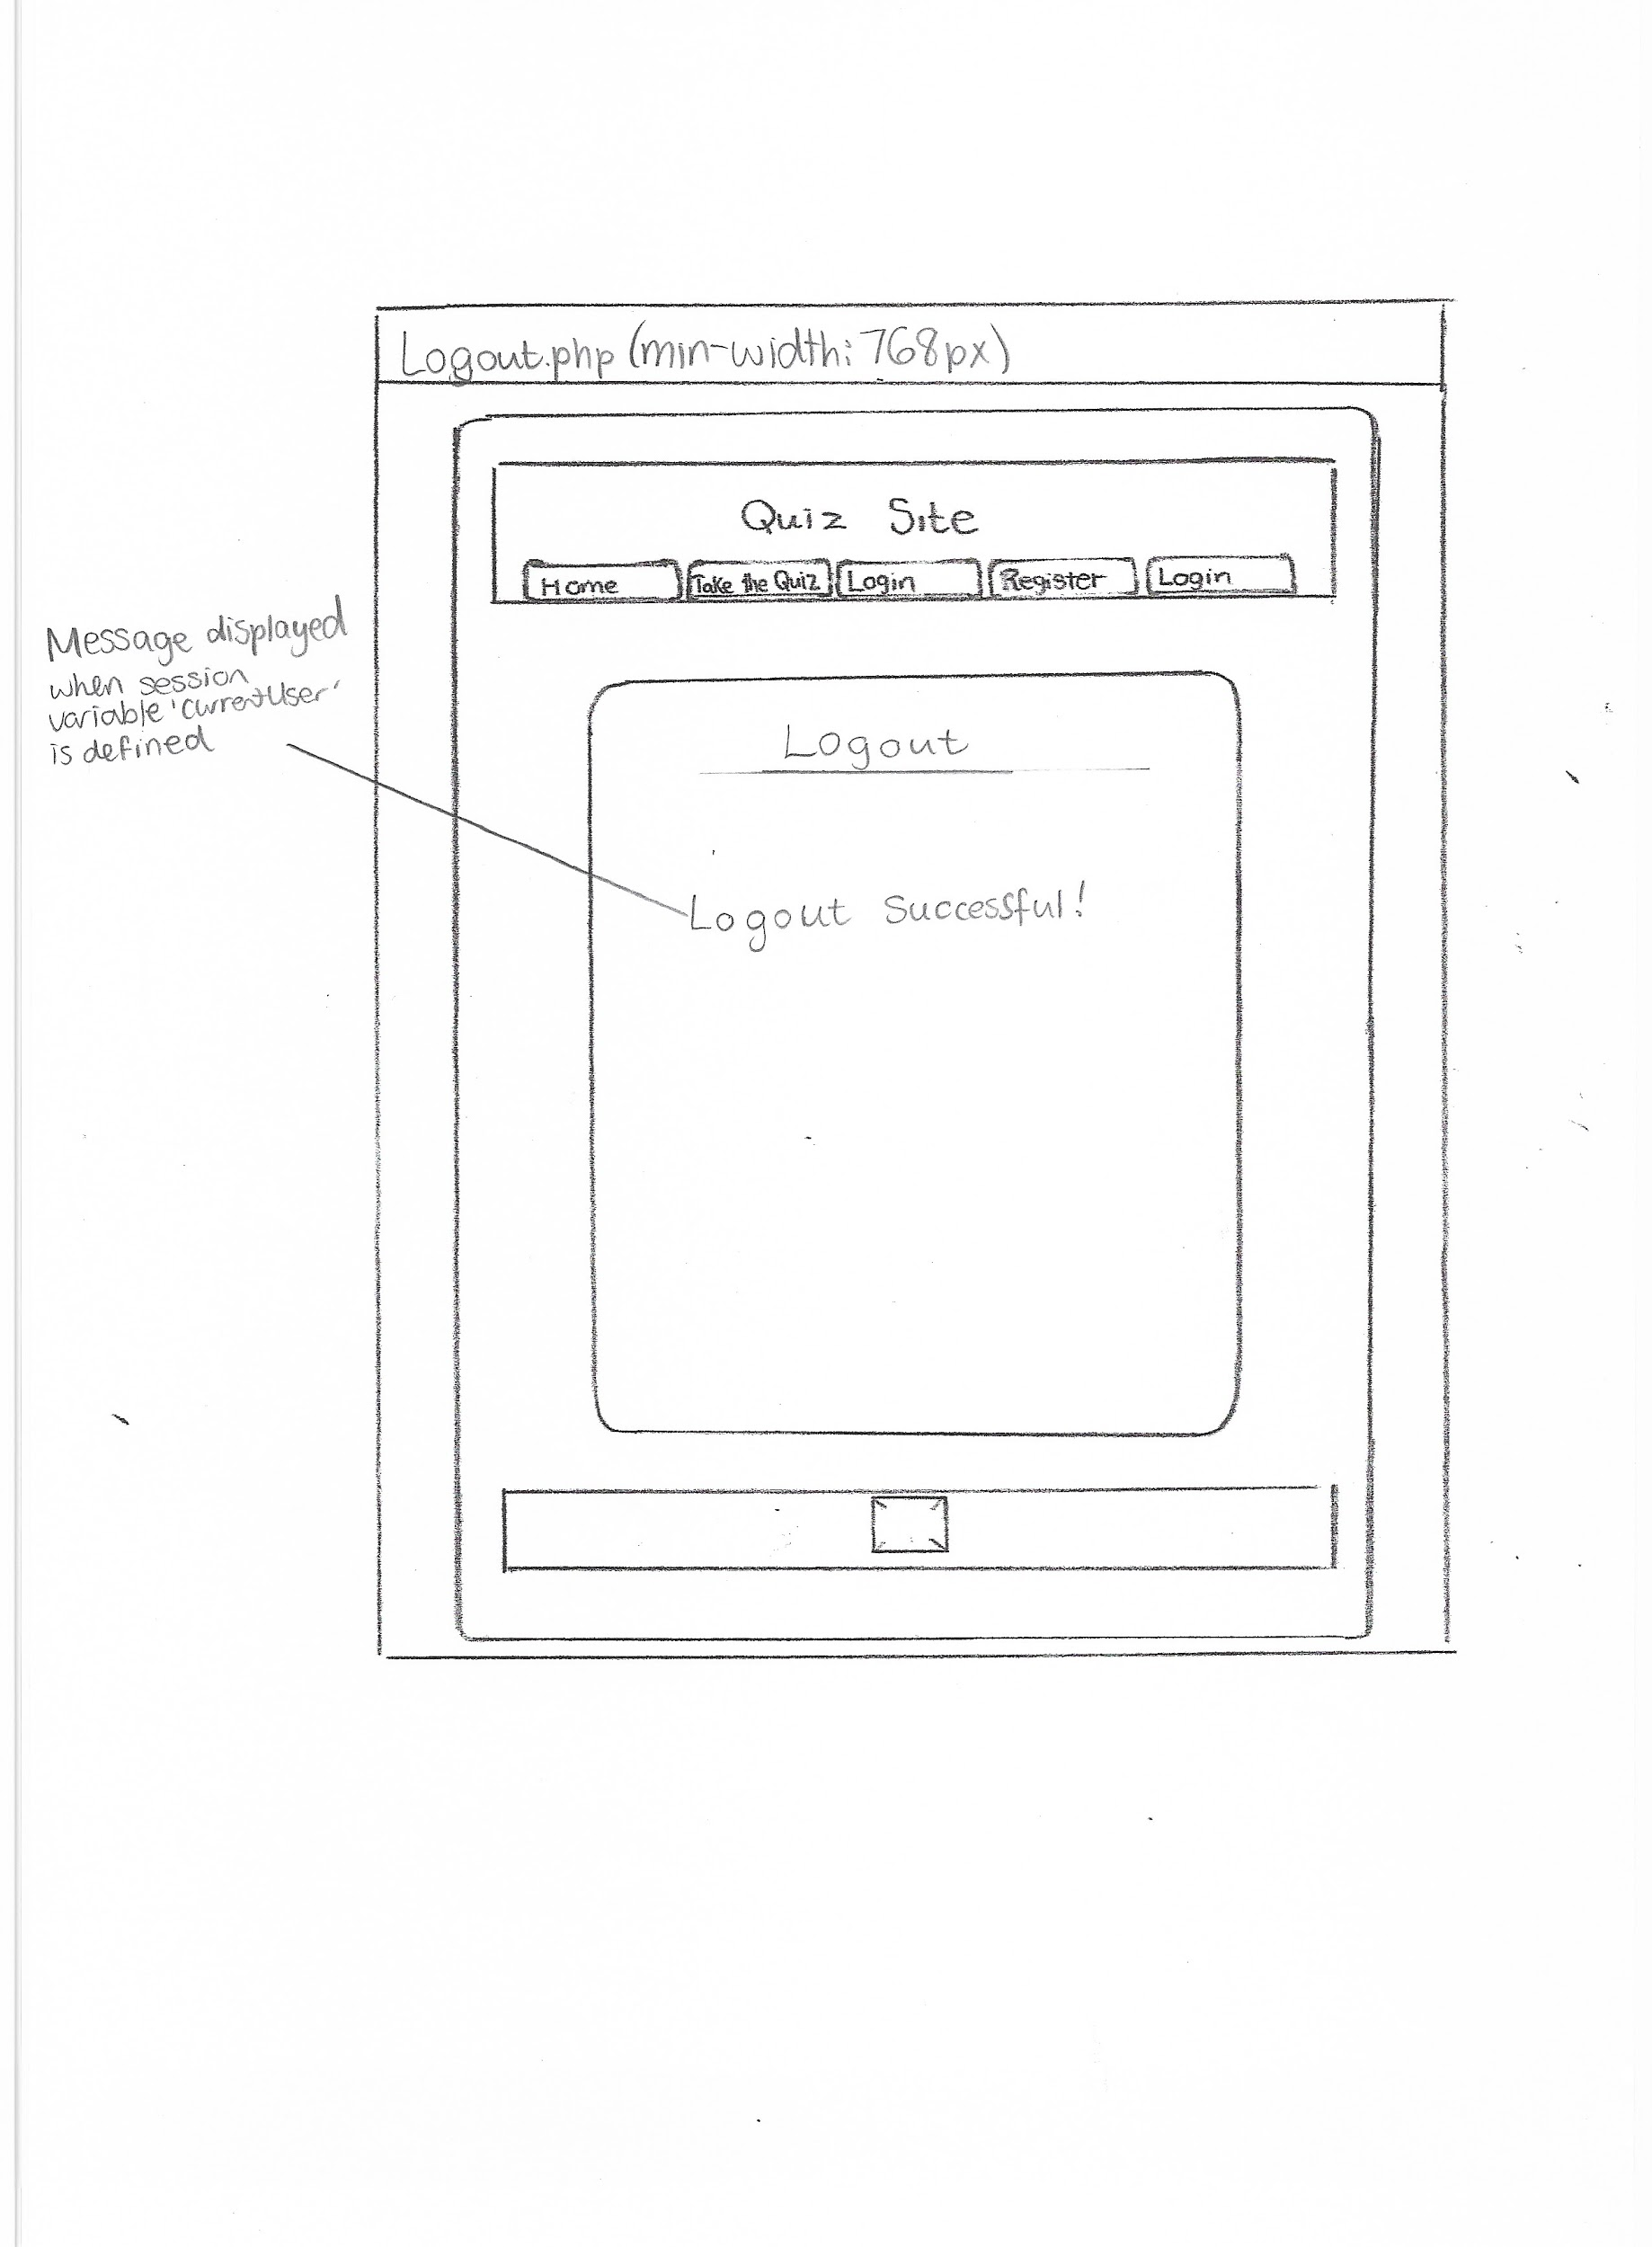 Logout.php (min-width: 768px)
Quiz Site
Home
Take the Quiz
Login
Register
Login
Message displayed
when session
variable 'currentUser'
is defined
Logout
Logout Successful!